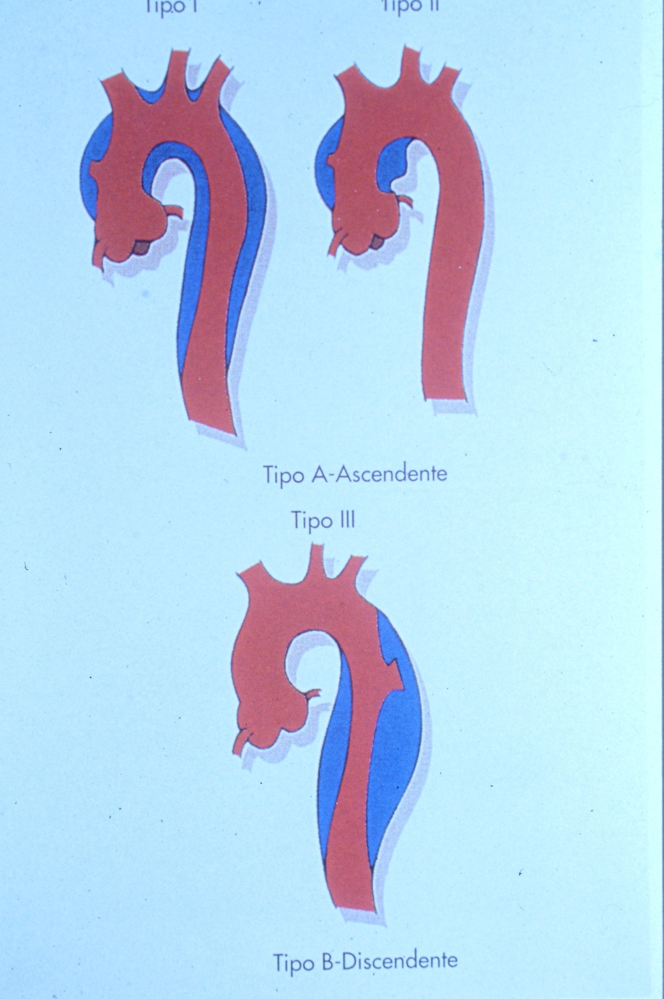 Tipo I
Tipo II
Tipo A-Ascendente
Tipo III
Tipo B-Discendente